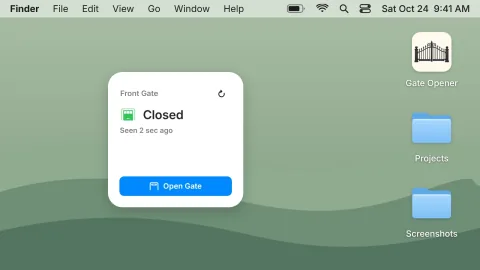 Finder File Edit View Go Window Help Sat Oct 24 9:41 AM
Front Gate
Closed
Seen 2 sec ago
Open Gate
Gate Opener
Projects
Screenshots